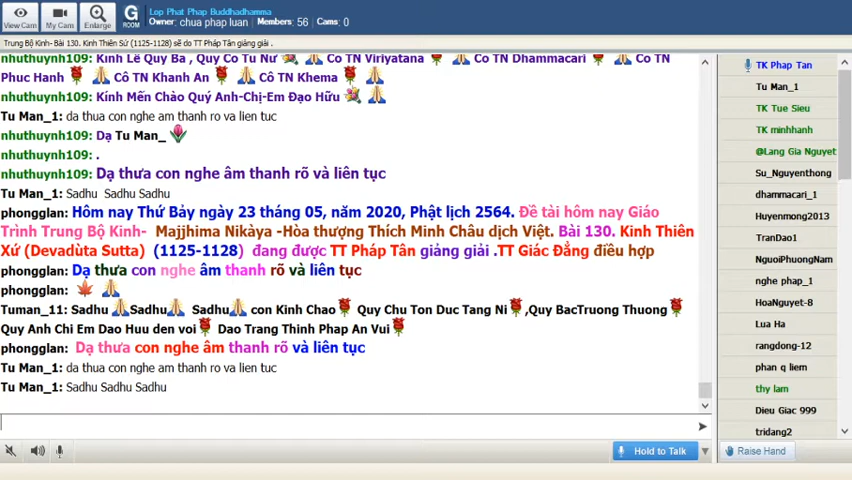 View Cam
My Cam
Enlarge
G
ROOM
Lop Phat Phap Buddhadhamma
Owner: chua phap luan
Members: 56
Cams: 0
Trung Bộ Kinh- Bài 130. Kinh Thiên Sứ (1125-1128) sẽ do TT Pháp Tân giảng giải .
nhuthuynh109: Kính Lễ Quý Bà , Quý Cô Tu Nữ Cô TN Viriyatana Cô TN Dhammacari Cô TN
Phuc Hanh Cô TN Khanh An Cô TN Khema
nhuthuynh109: Kính Mến Chào Quý Anh-Chị-Em Đạo Hữu
Tu Man_1: da thua con nghe am thanh ro va lien tuc
nhuthuynh109: Dạ Tu Man_
nhuthuynh109: .
nhuthuynh109: Dạ thưa con nghe âm thanh rõ và liên tục
Tu Man_1: Sadhu Sadhu Sadhu
phongglan: Hôm nay Thứ Bảy ngày 23 tháng 05, năm 2020, Phật lịch 2564. Đề tài hôm nay Giáo
Trình Trung Bộ Kinh- Majjhima Nikàya -Hòa thượng Thích Minh Châu dịch Việt. Bài 130. Kinh Thiên
Xứ (Devadùta Sutta) (1125-1128) đang được TT Pháp Tân giảng giải .TT Giác Đẳng điều hợp
phongglan: Dạ thưa con nghe âm thanh rõ và liên tục
phongglan:
Tuman_11: Sadhu Sadhu Sadhu con Kinh Chao Quy Chu Ton Duc Tang Ni ,Quy BacTruong Thuong
Quy Anh Chi Em Dao Huu den voi Dao Trang Thinh Phap An Vui
phongglan: Dạ thưa con nghe âm thanh rõ và liên tục
Tu Man_1: da thua con nghe am thanh ro va lien tuc
Tu Man_1: Sadhu Sadhu Sadhu
Hold to Talk
TK Phap Tan
Tu Man_1
TK Tue Sieu
TK minhhanh
@Lang Gia Nguyet
Su_Nguyenthong
dhammacari_1
Huyenmong2013
TranDao1
NguoiPhuongNam
nghe phap_1
HoaNguyet-8
Lua Ha
rangdong-12
phan q liem
thy lam
Dieu Giac 999
tridang2
Raise Hand